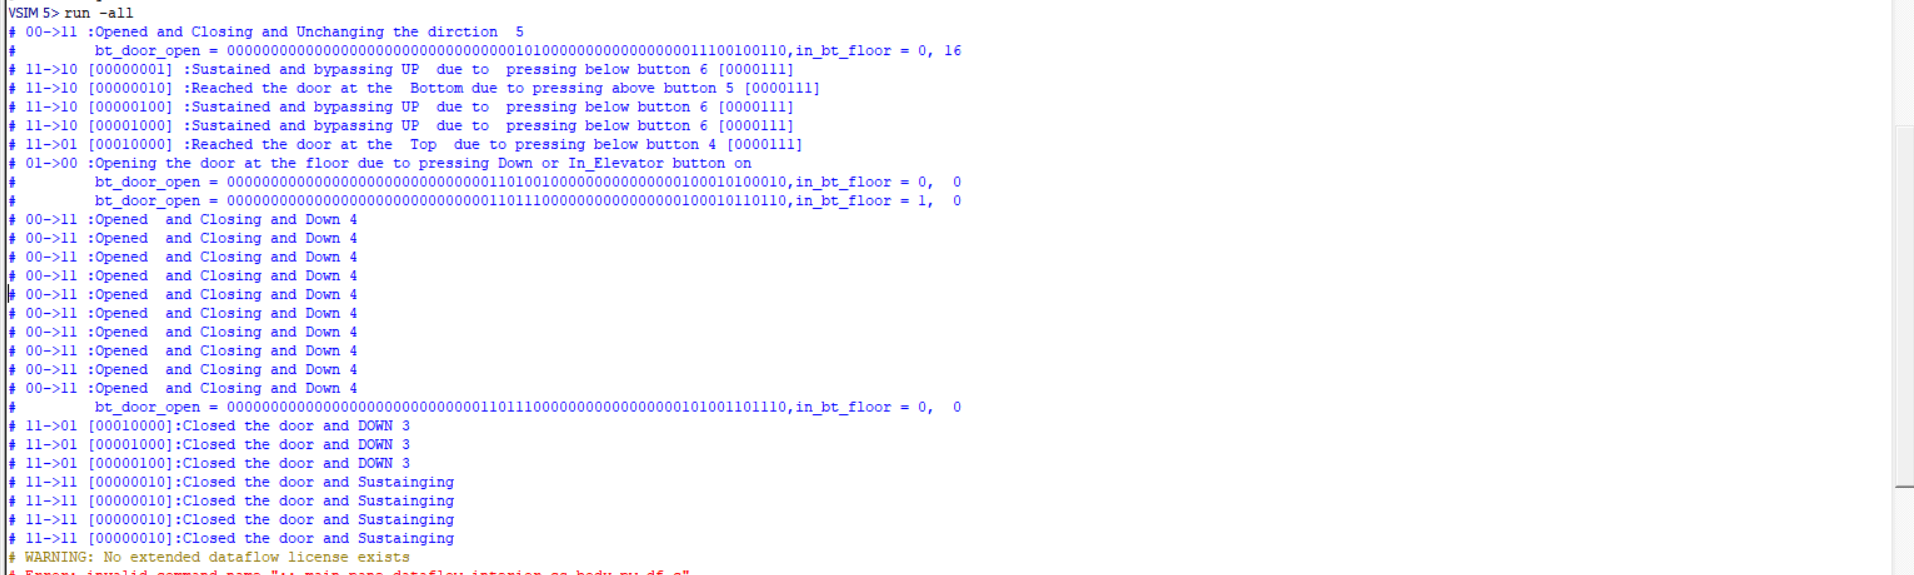 VSIM 5> run -all
# 00->11 :Opened and Closing and Unchanging the dirction  5
#         bt_door_open = 0000000000000000000000000000000001010000000000000000011100100110,in_bt_floor = 0, 16
# 11->10 [00000001] :Sustained and bypassing UP  due to  pressing below button 6 [0000111]
# 11->10 [00000010] :Reached the door at the  Bottom due to pressing above button 5 [0000111]
# 11->10 [00000100] :Sustained and bypassing UP  due to  pressing below button 6 [0000111]
# 11->10 [00001000] :Sustained and bypassing UP  due to  pressing below button 6 [0000111]
# 11->01 [00010000] :Reached the door at the  Top  due to pressing below button 4 [0000111]
# 01->00 :Opening the door at the floor due to pressing Down or In_Elevator button on
#         bt_door_open = 0000000000000000000000000000001101001000000000000000100010100010,in_bt_floor = 0,  0
#         bt_door_open = 0000000000000000000000000000001101110000000000000000100010110110,in_bt_floor = 1,  0
# 00->11 :Opened  and Closing and Down 4
# 00->11 :Opened  and Closing and Down 4
# 00->11 :Opened  and Closing and Down 4
# 00->11 :Opened  and Closing and Down 4
# 00->11 :Opened  and Closing and Down 4
# 00->11 :Opened  and Closing and Down 4
# 00->11 :Opened  and Closing and Down 4
# 00->11 :Opened  and Closing and Down 4
# 00->11 :Opened  and Closing and Down 4
# 00->11 :Opened  and Closing and Down 4
#         bt_door_open = 0000000000000000000000000000011011100000000000000000101001101110,in_bt_floor = 0,  0
# 11->01 [00010000]:Closed the door and DOWN 3
# 11->01 [00001000]:Closed the door and DOWN 3
# 11->01 [00000100]:Closed the door and DOWN 3
# 11->11 [00000010]:Closed the door and Sustainging
# 11->11 [00000010]:Closed the door and Sustainging
# 11->11 [00000010]:Closed the door and Sustainging
# 11->11 [00000010]:Closed the door and Sustainging
# WARNING: No extended dataflow license exists
# Error: invalid command name